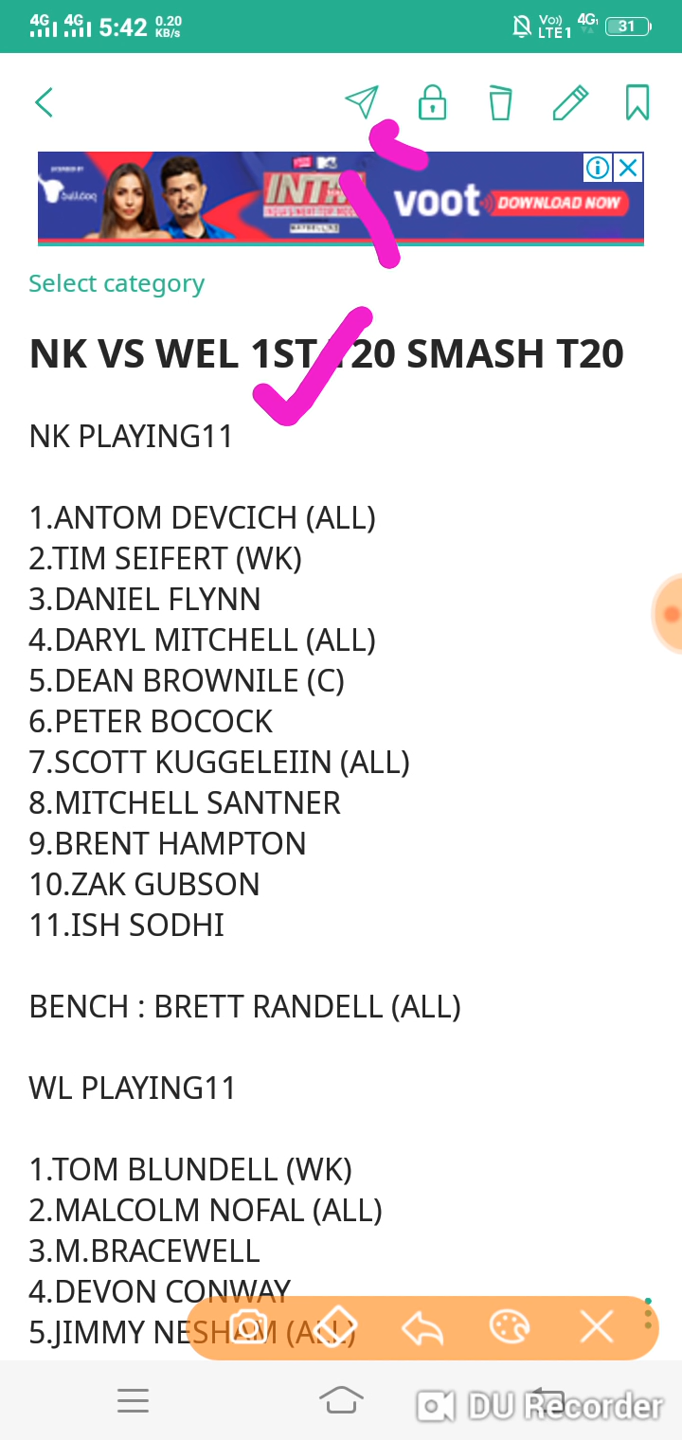 4G 4G 5:42 0.20 KB/s Vo)) LTE1 4G 31
bulldog MTV voot DOWNLOAD NOW
Select category
NK VS WEL 1ST T20 SMASH T20
NK PLAYING11
1.ANTOM DEVCICH (ALL)
2.TIM SEIFERT (WK)
3.DANIEL FLYNN
4.DARYL MITCHELL (ALL)
5.DEAN BROWNILE (C)
6.PETER BOCOCK
7.SCOTT KUGGELEIIN (ALL)
8.MITCHELL SANTNER
9.BRENT HAMPTON
10.ZAK GUBSON
11.ISH SODHI
BENCH : BRETT RANDELL (ALL)
WL PLAYING11
1.TOM BLUNDELL (WK)
2.MALCOLM NOFAL (ALL)
3.M.BRACEWELL
4.DEVON CONWAY
5.JIMMY NESHAM (ALL)
DU Recorder